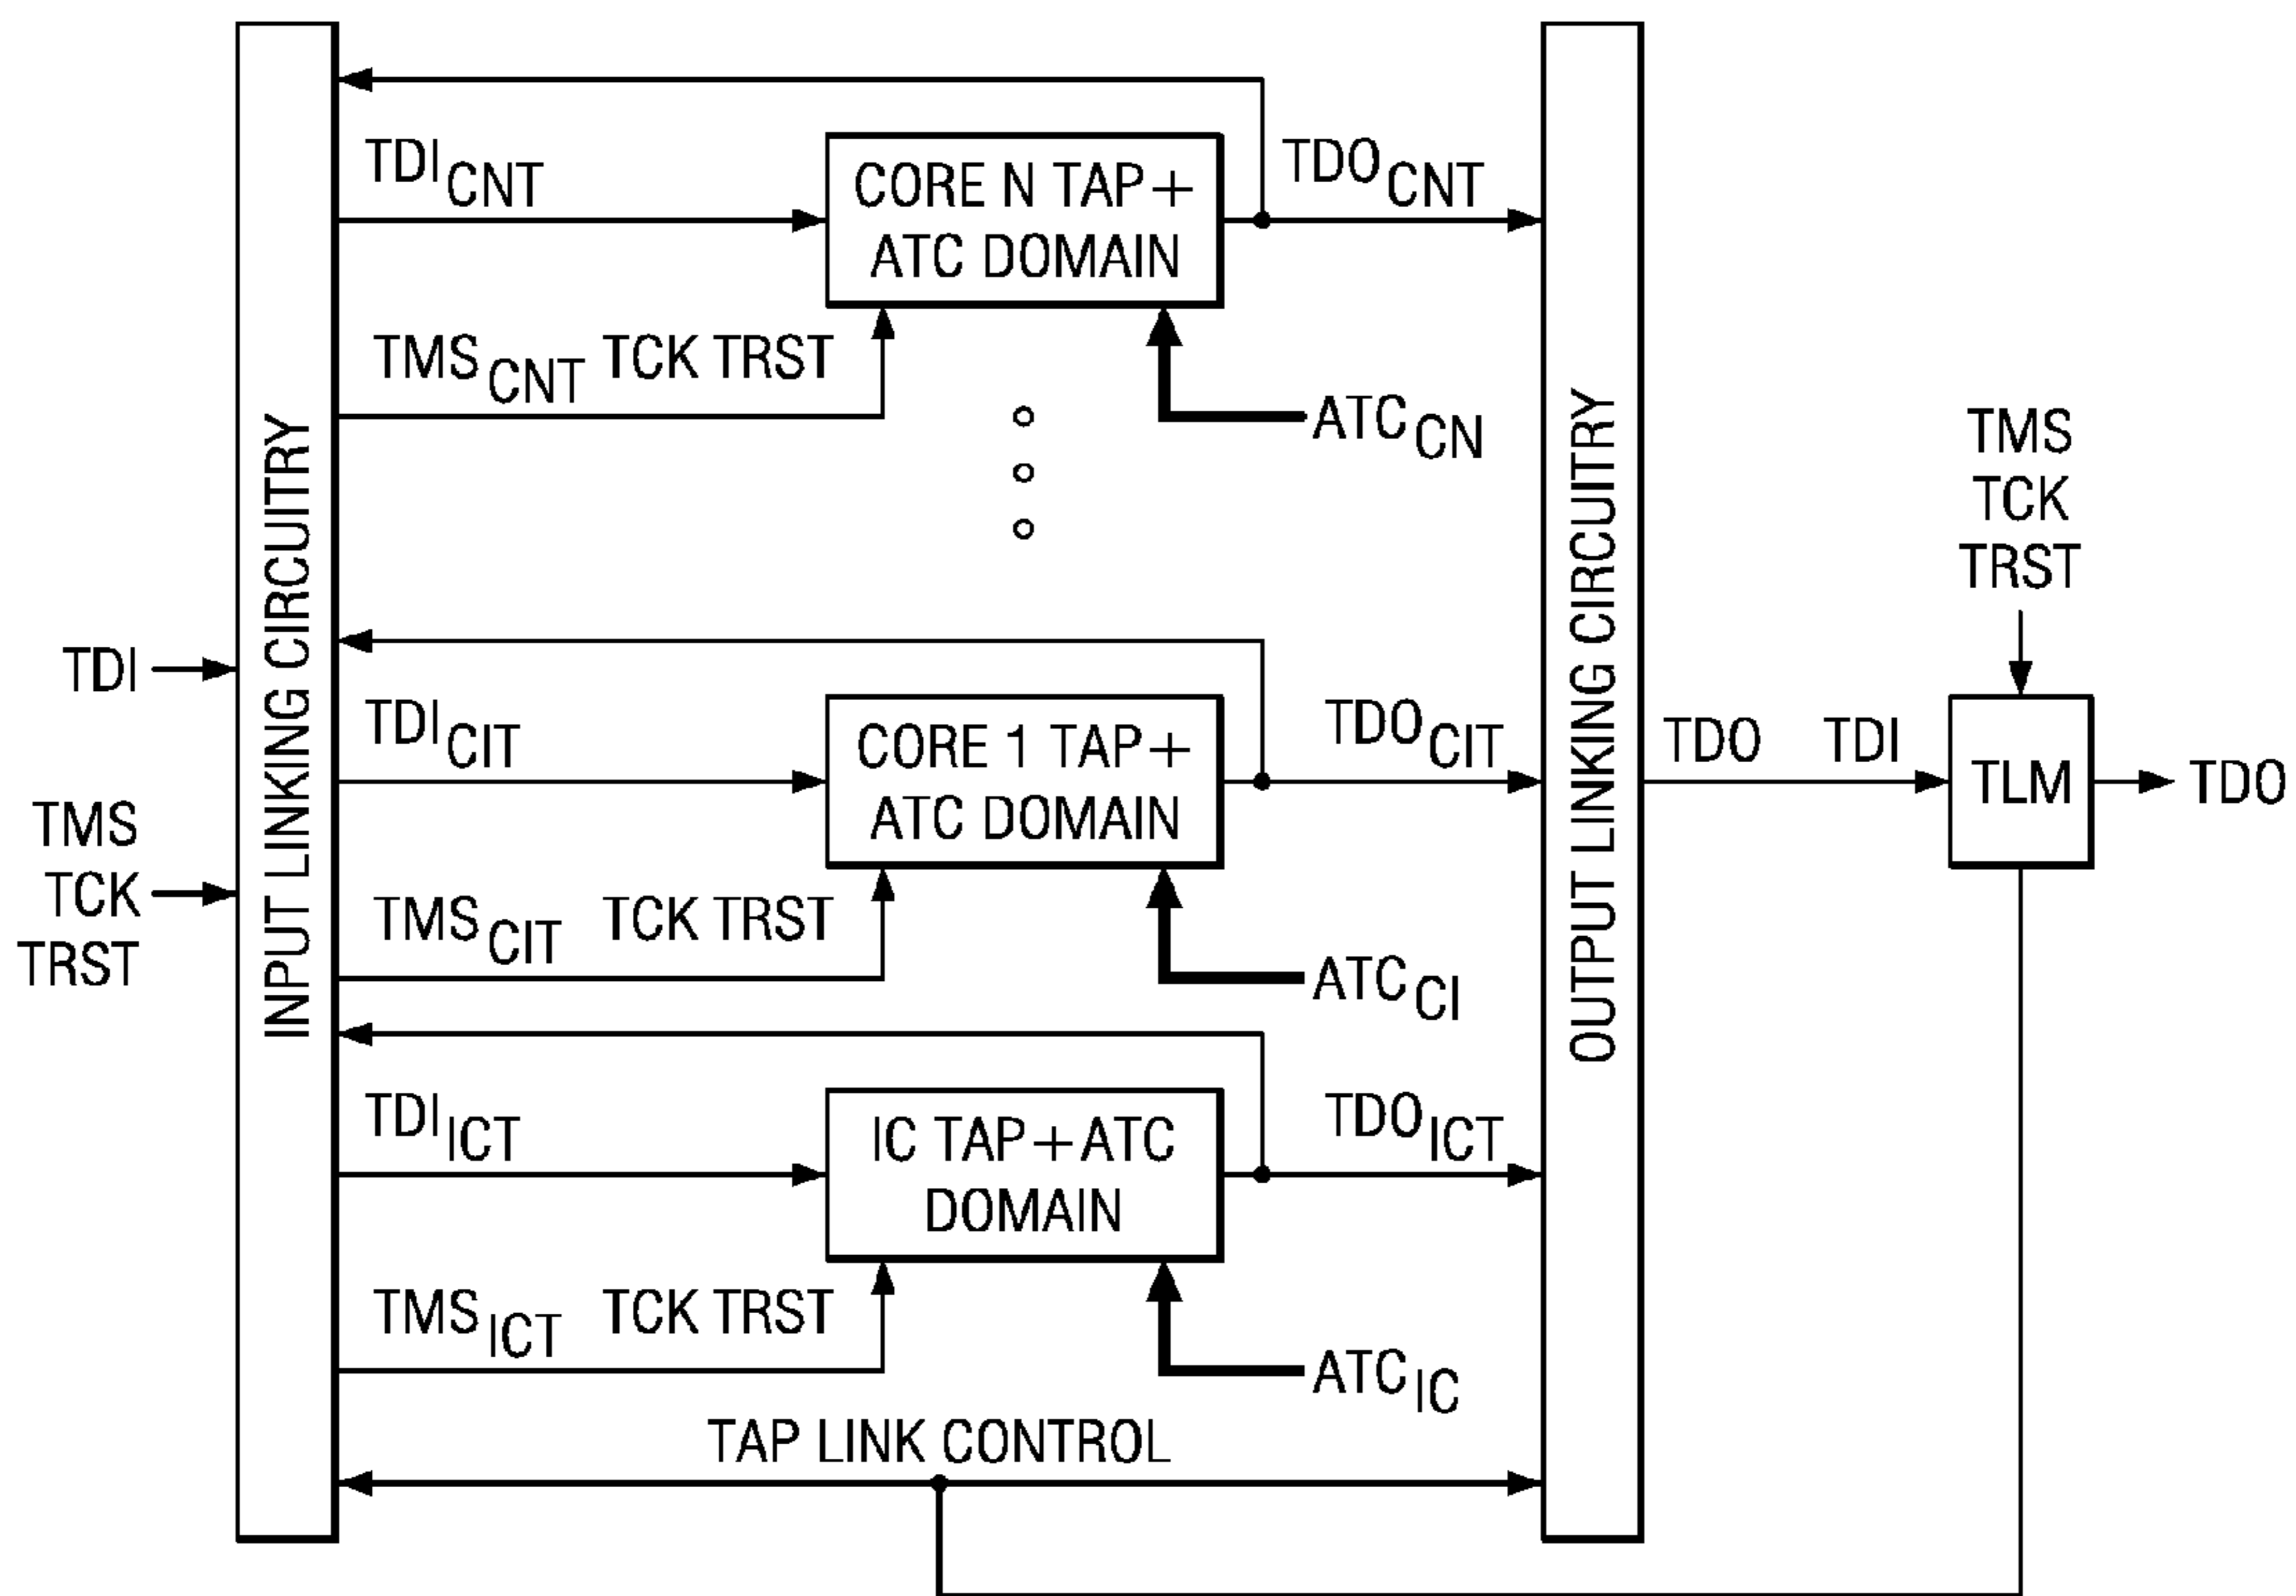 TDI CNT
CORE N TAP+
ATC DOMAIN
TDO CNT
TMS CNT TCK TRST
ATC CN
TMS
TCK
TRST
INPUT LINKING CIRCUITRY
OUTPUT LINKING CIRCUITRY
TDI
TDI CIT
CORE 1 TAP+
ATC DOMAIN
TDO CIT
TDO TDI
TLM
TDO
TMS
TCK
TRST
TMS CIT TCK TRST
ATC CI
TDI ICT
IC TAP+ATC
DOMAIN
TDO ICT
TMS ICT TCK TRST
ATC IC
TAP LINK CONTROL